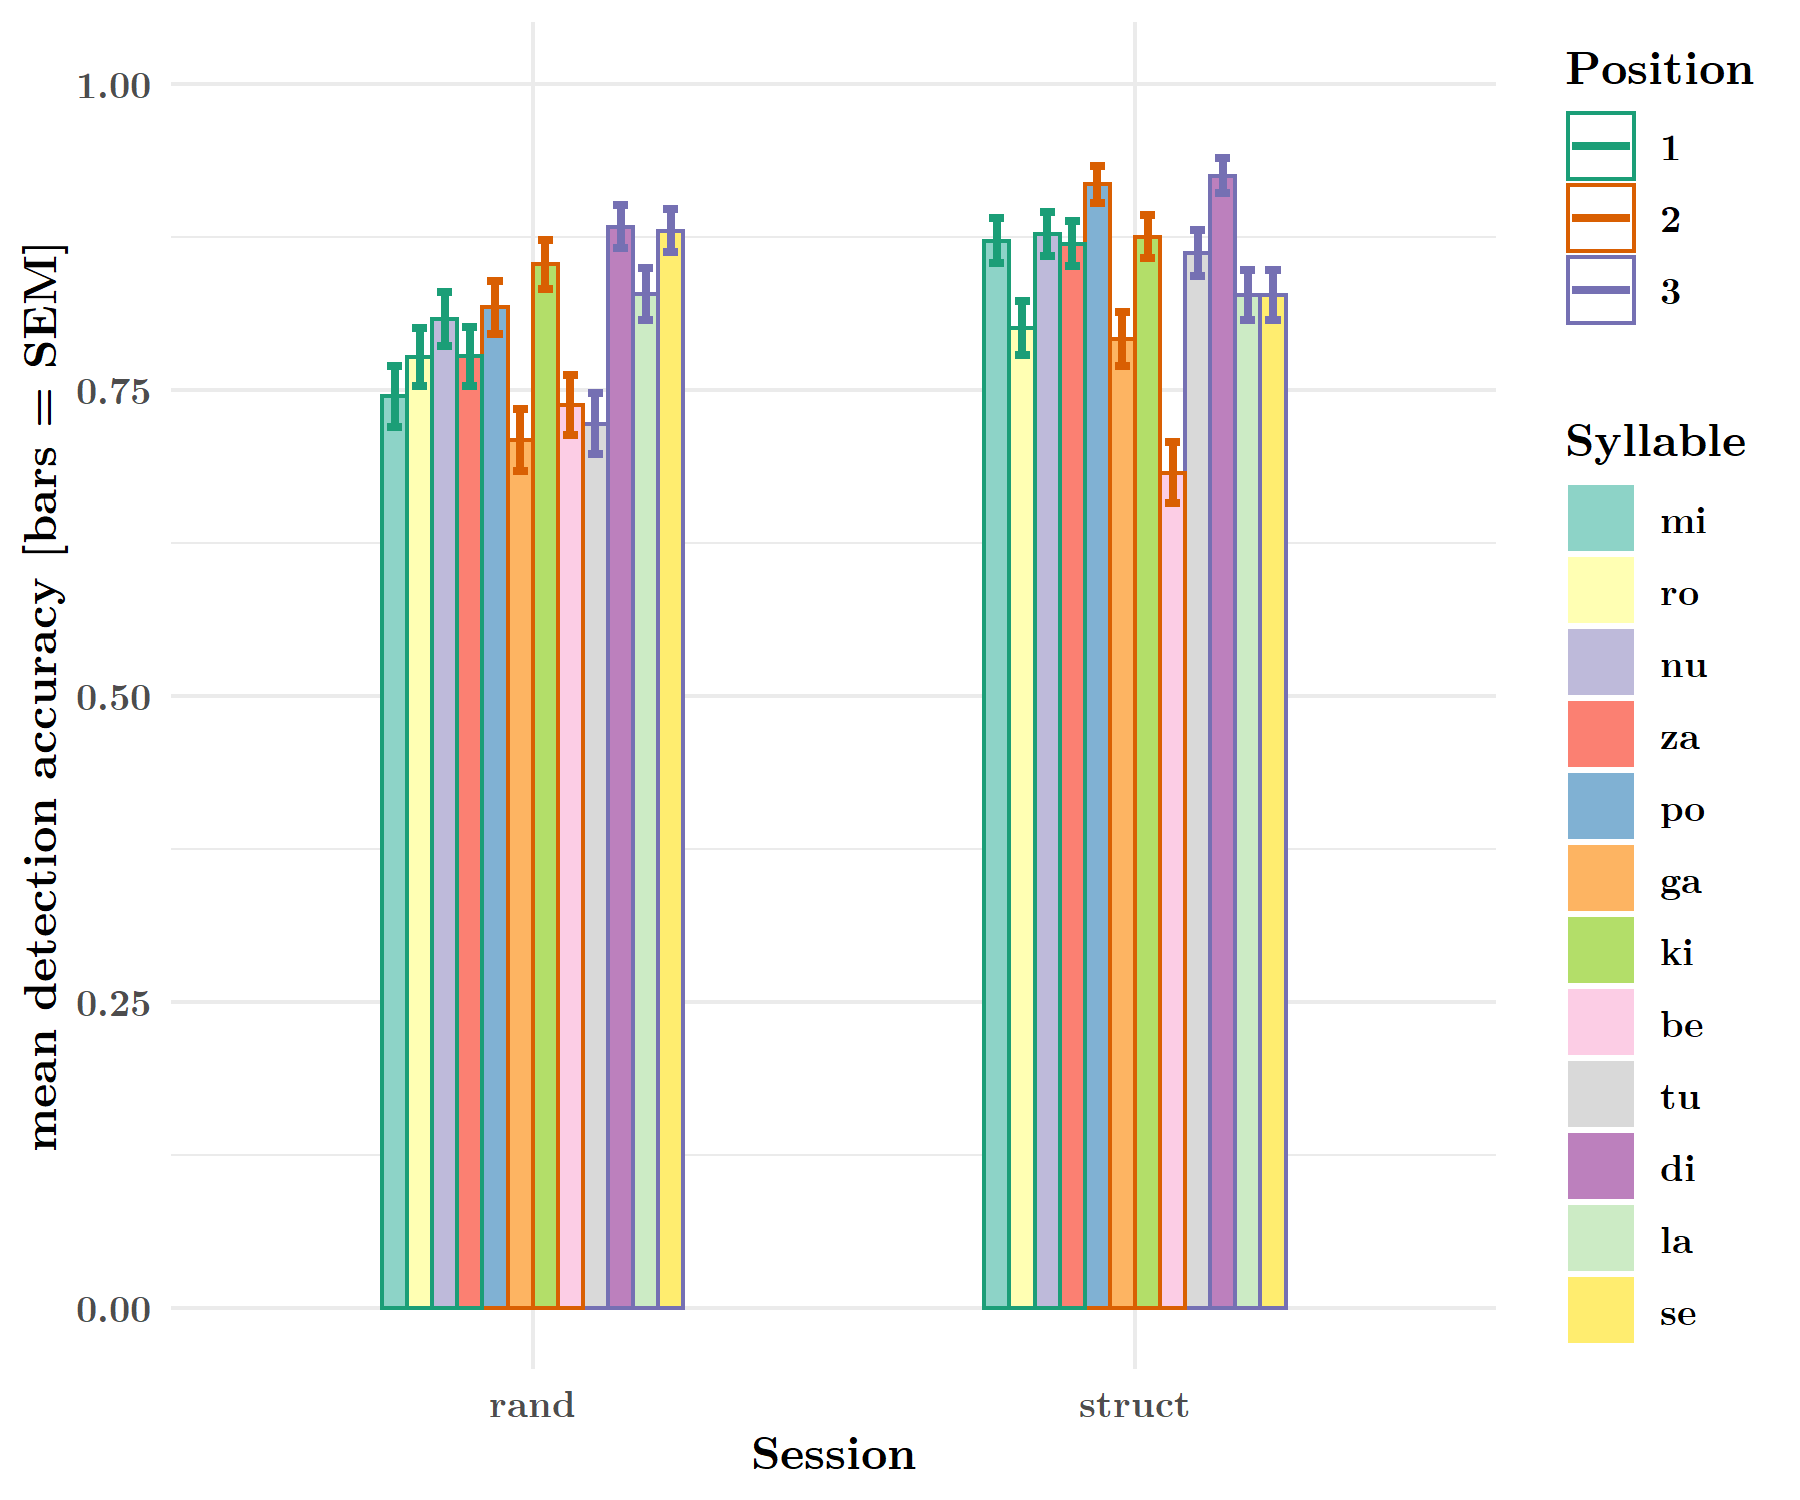 mean detection accuracy [bars = SEM]
1.00
0.75
0.50
0.25
0.00
rand
struct
Session
Position
1
2
3
Syllable
mi
ro
nu
za
po
ga
ki
be
tu
di
la
se